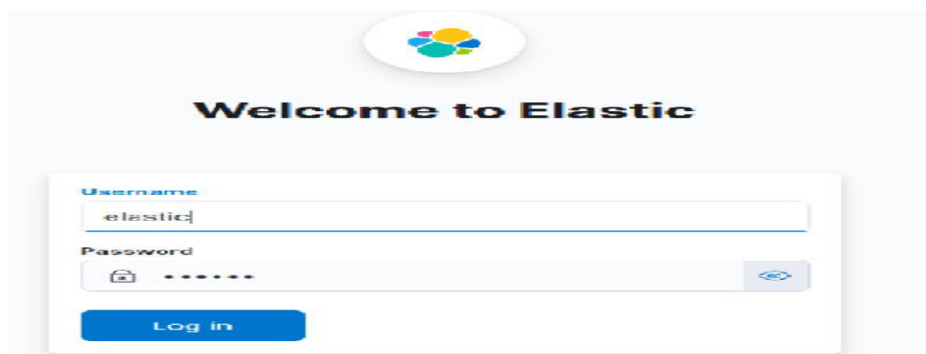 Welcome to Elastic
Username
elastic
Password
••••••
Log in